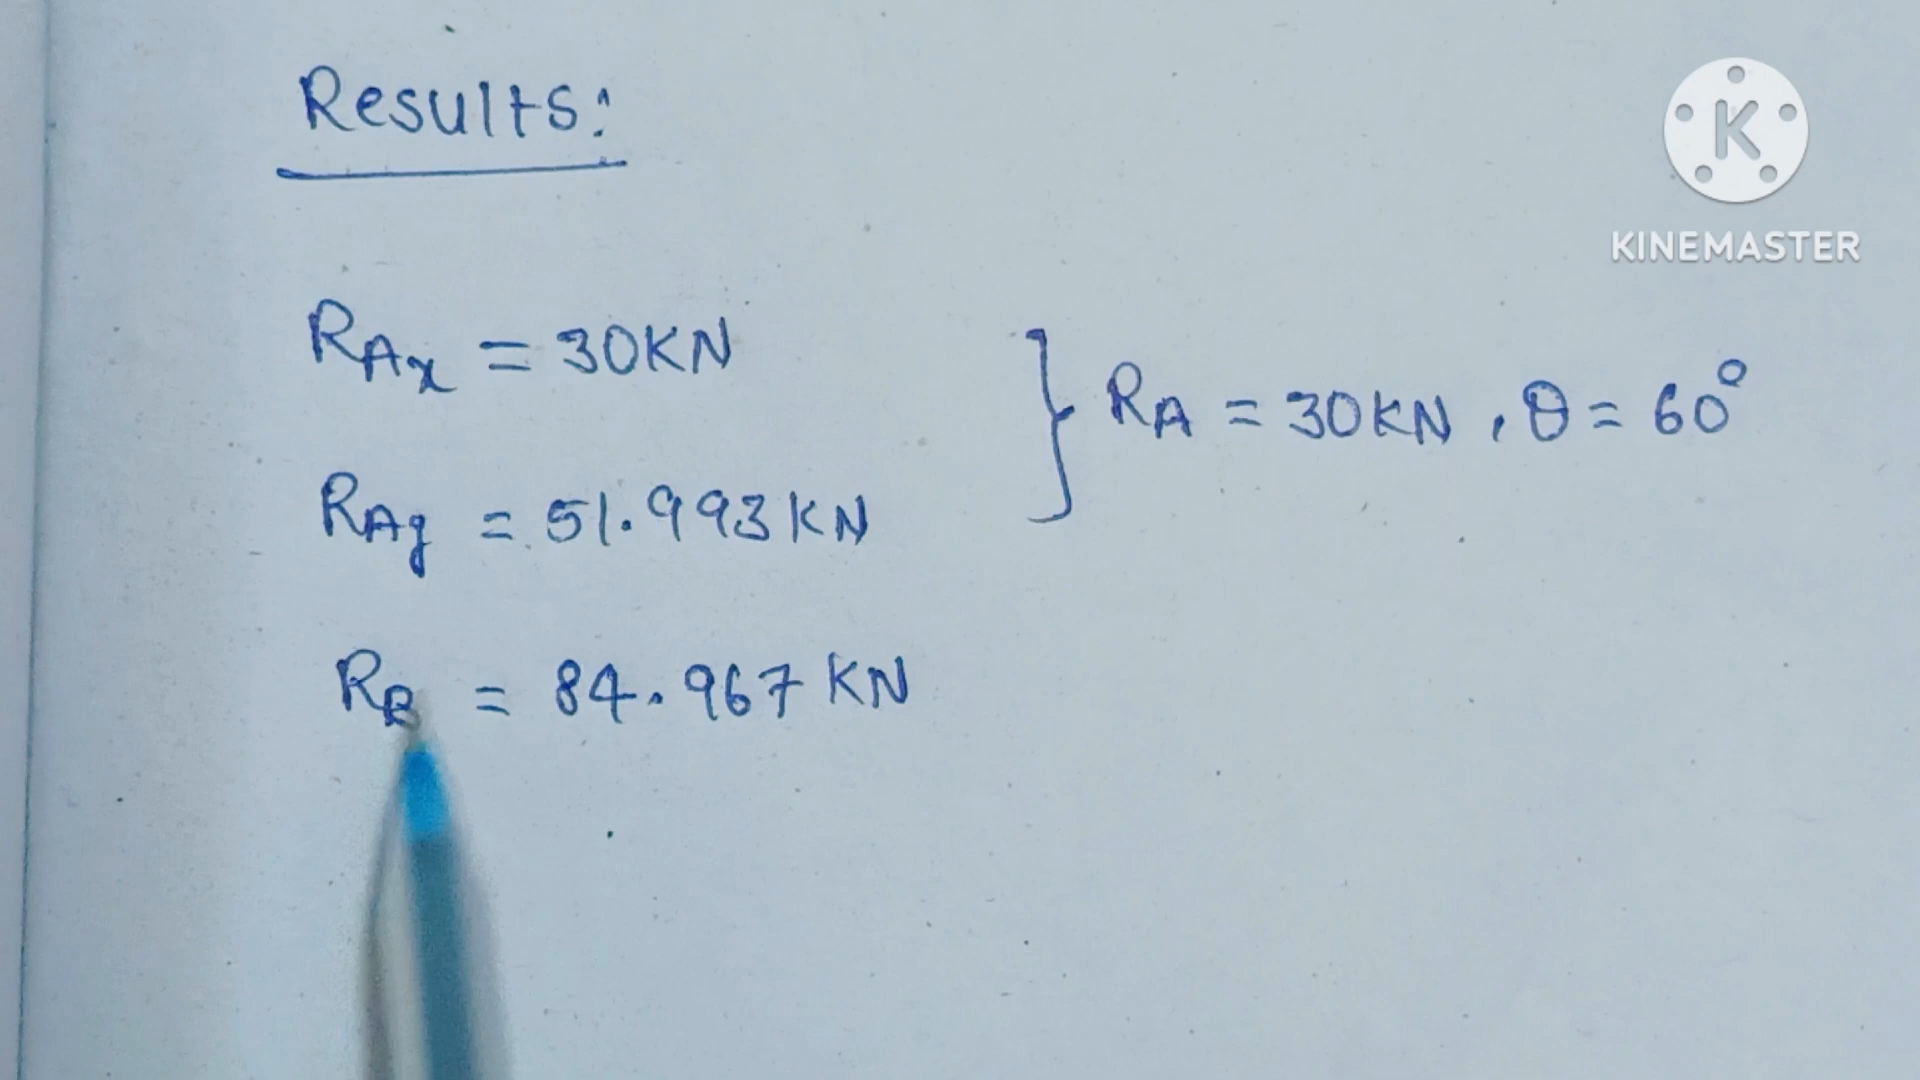 Results:
K
KINEMASTER
RAx = 30KN
RA = 30KN, θ = 60°
RAy = 51.993KN
RB = 84.967 KN